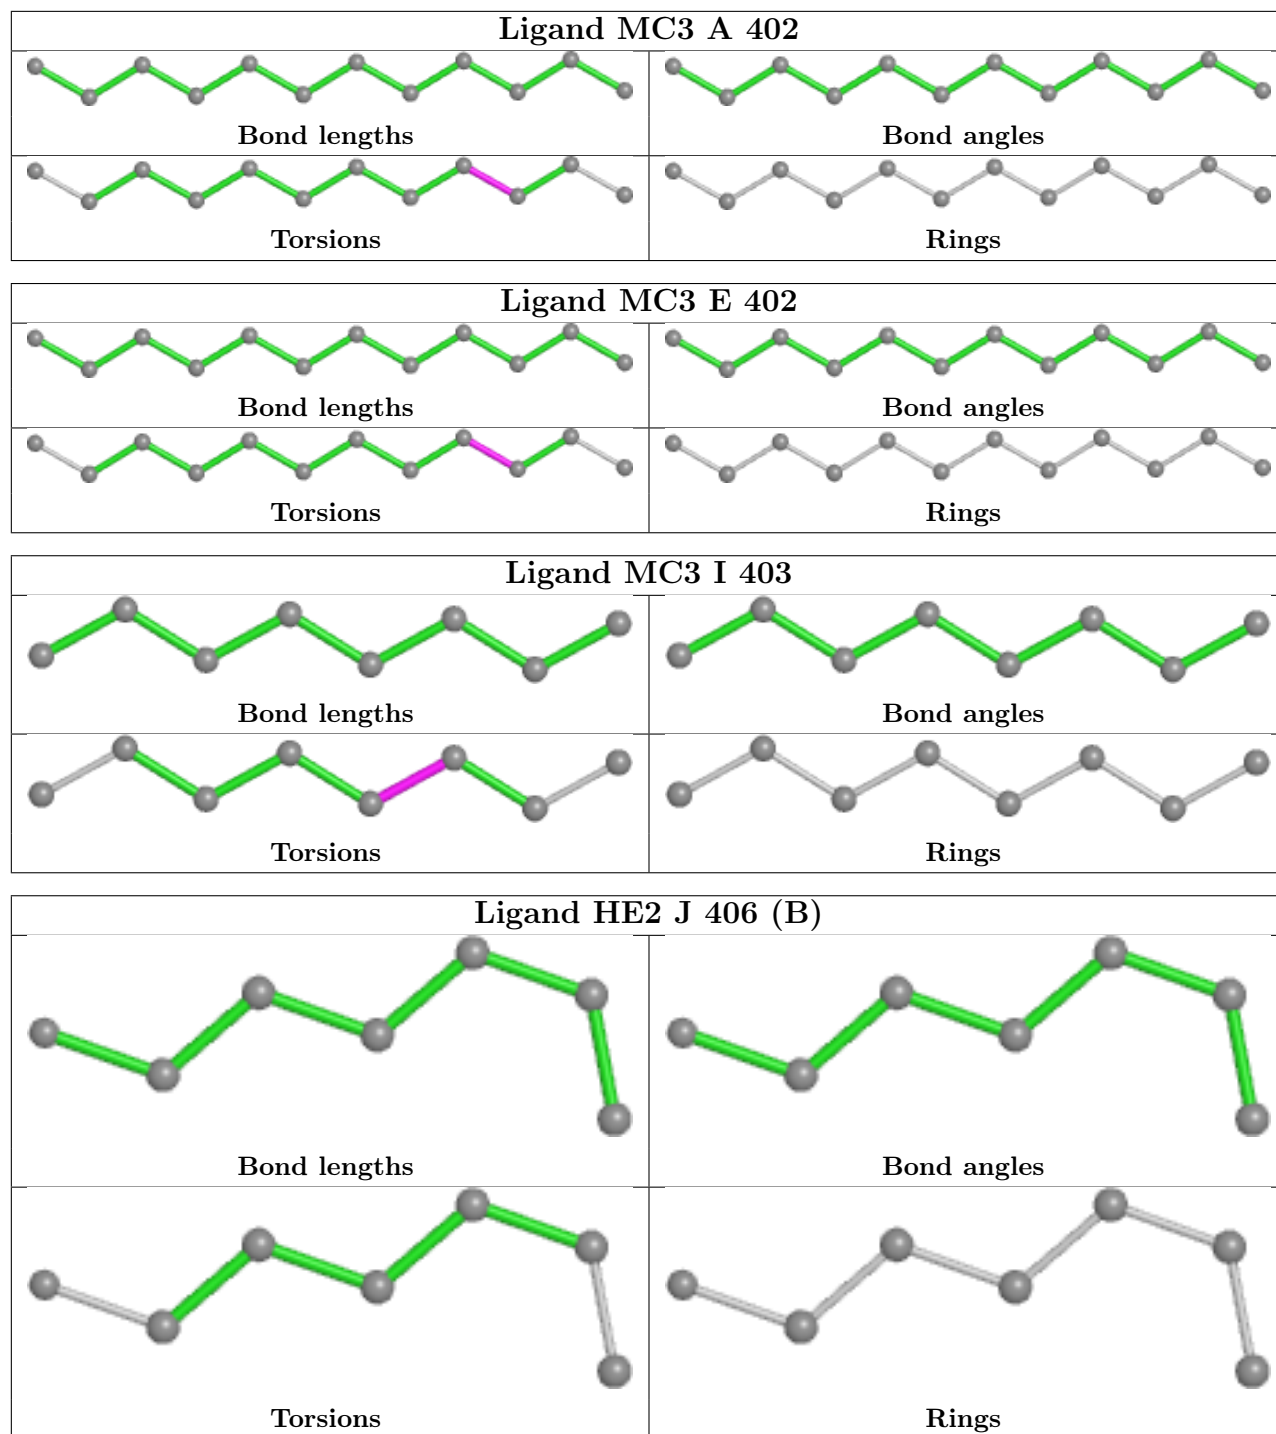 Ligand MC3 A 402
Bond lengths
Bond angles
Torsions
Rings
Ligand MC3 E 402
Bond lengths
Bond angles
Torsions
Rings
Ligand MC3 I 403
Bond lengths
Bond angles
Torsions
Rings
Ligand HE2 J 406 (B)
Bond lengths
Bond angles
Torsions
Rings